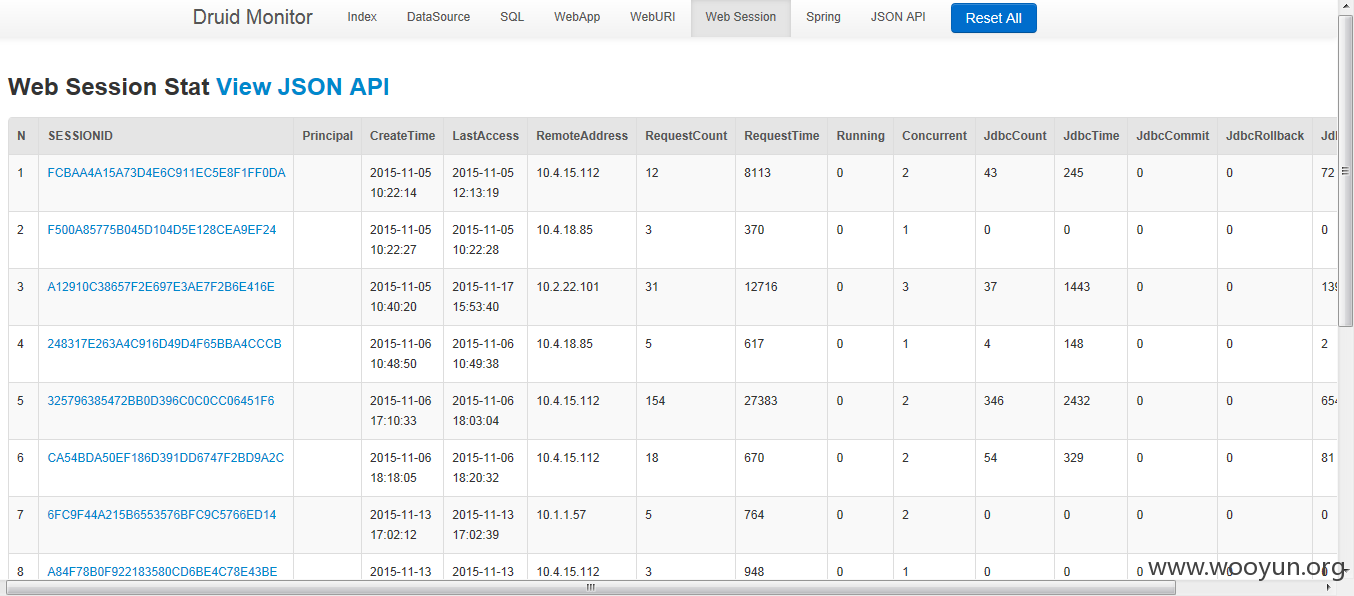 Druid Monitor Index DataSource SQL WebApp WebURI Web Session Spring JSON API Reset All
Web Session Stat View JSON API
N SESSIONID Principal CreateTime LastAccess RemoteAddress RequestCount RequestTime Running Concurrent JdbcCount JdbcTime JdbcCommit JdbcRollback
1 FCBAA4A15A73D4E6C911EC5E8F1FF0DA 2015-11-05 2015-11-05 10.4.15.112 12 8113 0 2 43 245 0 0 72
10:22:14 12:13:19
2 F500A85775B045D104D5E128CEA9EF24 2015-11-05 2015-11-05 10.4.18.85 3 370 0 1 0 0 0 0 0
10:22:27 10:22:28
3 A12910C38657F2E697E3AE7F2B6E416E 2015-11-05 2015-11-17 10.2.22.101 31 12716 0 3 37 1443 0 0
10:40:20 15:53:40
4 248317E263A4C916D49D4F65BBA4CCCB 2015-11-06 2015-11-06 10.4.18.85 5 617 0 1 4 148 0 0 2
10:48:50 10:49:38
5 325796385472BB0D396C0C0CC06451F6 2015-11-06 2015-11-06 10.4.15.112 154 27383 0 2 346 2432 0 0
17:10:33 18:03:04
6 CA54BDA50EF186D391DD6747F2BD9A2C 2015-11-06 2015-11-06 10.4.15.112 18 670 0 2 54 329 0 0 81
18:18:05 18:20:32
7 6FC9F44A215B6553576BFC9C5766ED14 2015-11-13 2015-11-13 10.1.1.57 5 764 0 2 0 0 0 0 0
17:02:12 17:02:39
8 A84F78B0F922183580CD6BE4C78E43BE 2015-11-13 2015-11-13 10.4.15.112 3 948 0 1 0 0 0 0
www.wooyun.org